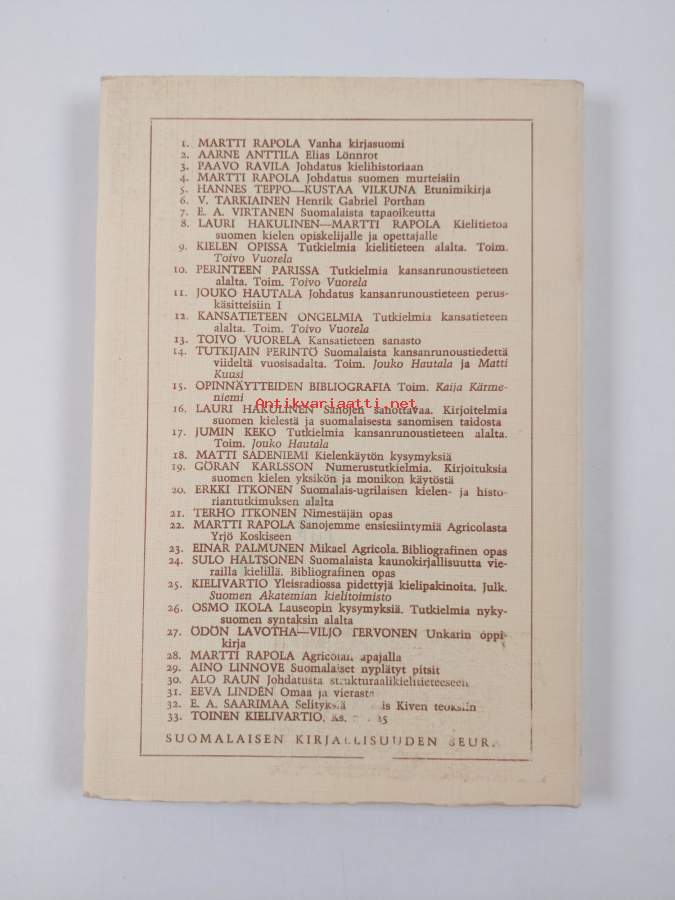 1. MARTTI RAPOLA Vanha kirjasuomi
2. AARNE ANTTILA Elias Lönnrot
3. PAAVO RAVILA Johdatus kielihistoriaan
4. MARTTI RAPOLA Johdatus suomen murteisiin
5. HANNES TEPPO—KUSTAA VILKUNA Etunimikirja
6. V. TARKIAINEN Henrik Gabriel Porthan
7. E. A. VIRTANEN Suomalaista tapaoikeutta
8. LAURI HAKULINEN—MARTTI RAPOLA Kielitietoa
suomen kielen opiskelijalle ja opettajalle
9. KIELEN OPISSA Tutkielmia kielitieteen alalta. Toim.
Toivo Vuorela
10. PERINTEEN PARISSA Tutkielmia kansanrunoustieteen
alalta. Toim. Toivo Vuorela
11. JOUKO HAUTALA Johdatus kansanrunoustieteen perus-
käsitteisiin I
12. KANSATIETEEN ONGELMIA Tutkielmia kansatieteen
alalta. Toim. Toivo Vuorela
13. TOIVO VUORELA Kansatieteen sanasto
14. TUTKIJAIN PERINTÖ Suomalaista kansanrunoustiedettä
viideltä vuosisadalta. Toim. Jouko Hautala ja Matti
Kuusi
15. OPINNÄYTTEIDEN BIBLIOGRAFIA Toim. Kaija Kärme-
niemi
Antikvariaatti.net
16. LAURI HAKULINEN Sanojen sanottavaa. Kirjoitelmia
suomen kielestä ja suomalaisesta sanomisen taidosta
17. JUMIN KEKO Tutkielmia kansanrunoustieteen alalta.
Toim. Jouko Hautala
18. MATTI SADENIEMI Kielenkäytön kysymyksiä
19. GÖRAN KARLSSON Numerustutkielmia. Kirjoituksia
suomen kielen yksikön ja monikon käytöstä
20. ERKKI ITKONEN Suomalais-ugrilaisen kielen- ja histo-
riantutkimuksen alalta
21. TERHO ITKONEN Nimestäjän opas
22. MARTTI RAPOLA Sanojemme ensiesiintymiä Agricolasta
Yrjö Koskiseen
23. EINAR PALMUNEN Mikael Agricola. Bibliografinen opas
24. SULO HALTSONEN Suomalaista kaunokirjallisuutta vie-
railla kielillä. Bibliografinen opas
25. KIELIVARTIO Yleisradiossa pidettyjä kielipakinoita. Julk.
Suomen Akatemian kielitoimisto
26. OSMO IKOLA Lauseopin kysymyksiä. Tutkielmia nyky-
suomen syntaksin alalta
27. ÖDÖN LAVOTHA—VILJO TERVONEN Unkarin oppi-
kirja
28. MARTTI RAPOLA Agricolan apajalla
29. AINO LINNOVE Suomalaiset nyplätyt pitsit
30. ALO RAUN Johdatusta strukturaalikielitieteeseen
31. EEVA LINDÉN Omaa ja vierasta
32. E. A. SAARIMAA Selityksiä Kiven teoksiin
33. TOINEN KIELIVARTIO,
SUOMALAISEN KIRJALLISUUDEN SEURA